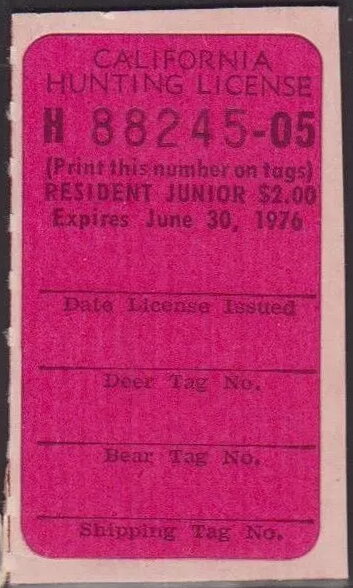 CALIFORNIA
HUNTING LICENSE
H 88245-05
(Print this number on tags)
RESIDENT JUNIOR $2.00
Expires June 30, 1976
Date License Issued
Deer Tag No.
Bear Tag No.
Shipping Tag No.